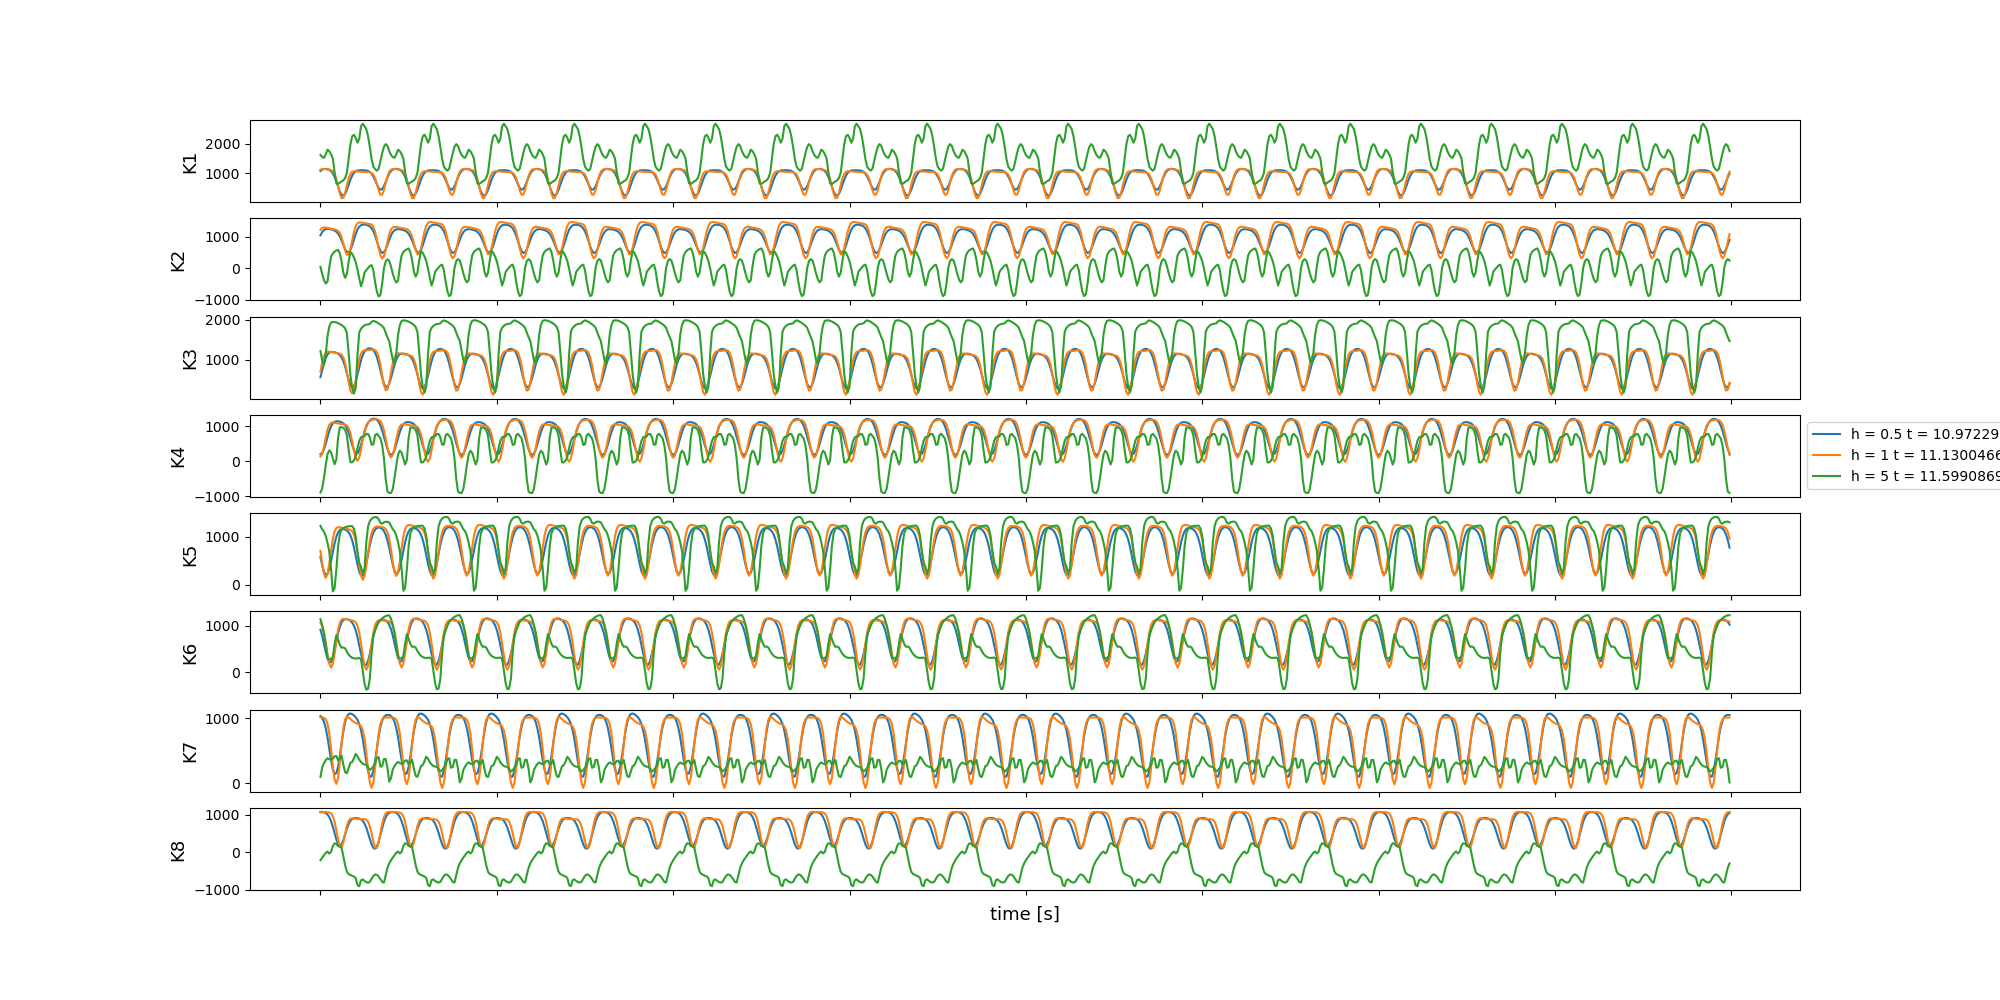 K1
2000
1000
K2
1000
0
−1000
K3
2000
1000
K4
1000
0
−1000
K5
1000
0
K6
1000
0
K7
1000
0
K8
1000
0
−1000
time [s]
h = 0.5 t = 10.97229
h = 1 t = 11.1300466
h = 5 t = 11.5990869